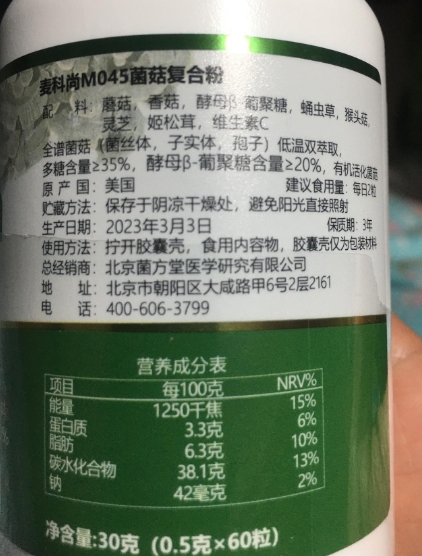 麦科尚M045菌菇复合粉
配 料：蘑菇，香菇，酵母β-葡聚糖，蛹虫草，猴头菇，
灵芝，姬松茸，维生素C
全谱菌菇（菌丝体，子实体，孢子）低温双萃取，
多糖含量≥35%，酵母β-葡聚糖含量≥20%，有机活化菌菇
原 产 国：美国 建议食用量：每日2粒
贮藏方法：保存于阴凉干燥处，避免阳光直接照射
生产日期：2023年3月3日 保质期：3年
使用方法：拧开胶囊壳，食用内容物，胶囊壳仅为包装材料
总经销商：北京菌方堂医学研究有限公司
地 址：北京市朝阳区大咸路甲6号2层2161
电 话：400-606-3799
营养成分表
项目 每100克 NRV%
能量 1250千焦 15%
蛋白质 3.3克 6%
脂肪 6.3克 10%
碳水化合物 38.1克 13%
钠 42毫克 2%
净含量:30克（0.5克×60粒）